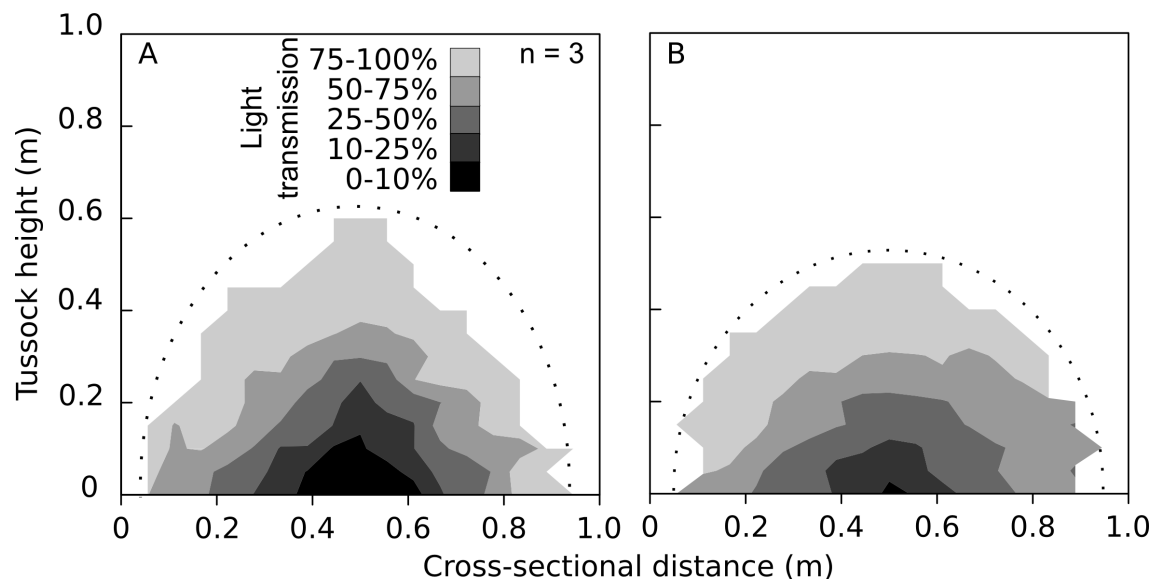 1.0
0.8
0.6
0.4
0.2
0
Tussock height (m)
A
Light
transmission
75-100%
50-75%
25-50%
10-25%
0-10%
n = 3
B
0 0.2 0.4 0.6 0.8 1.0
0 0.2 0.4 0.6 0.8 1.0
Cross-sectional distance (m)